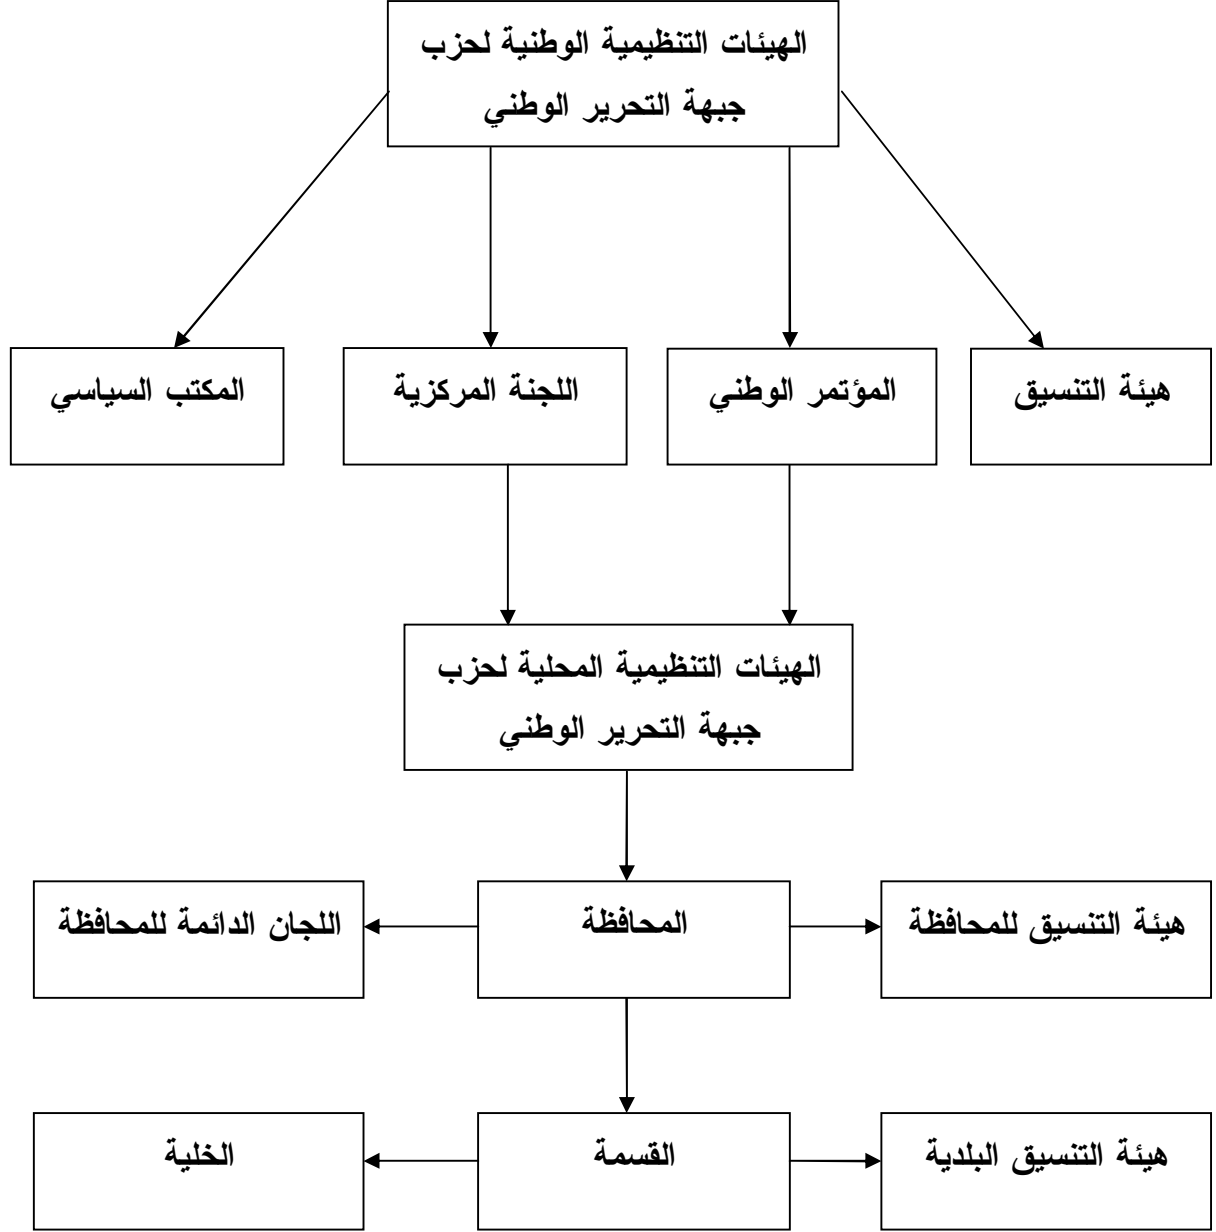 الهيئات التنظيمية الوطنية لحزب
جبهة التحرير الوطني
هيئة التنسيق
المؤتمر الوطني
اللجنة المركزية
المكتب السياسي
الهيئات التنظيمية المحلية لحزب
جبهة التحرير الوطني
هيئة التنسيق للمحافظة
المحافظة
اللجان الدائمة للمحافظة
هيئة التنسيق البلدية
القسمة
الخلية